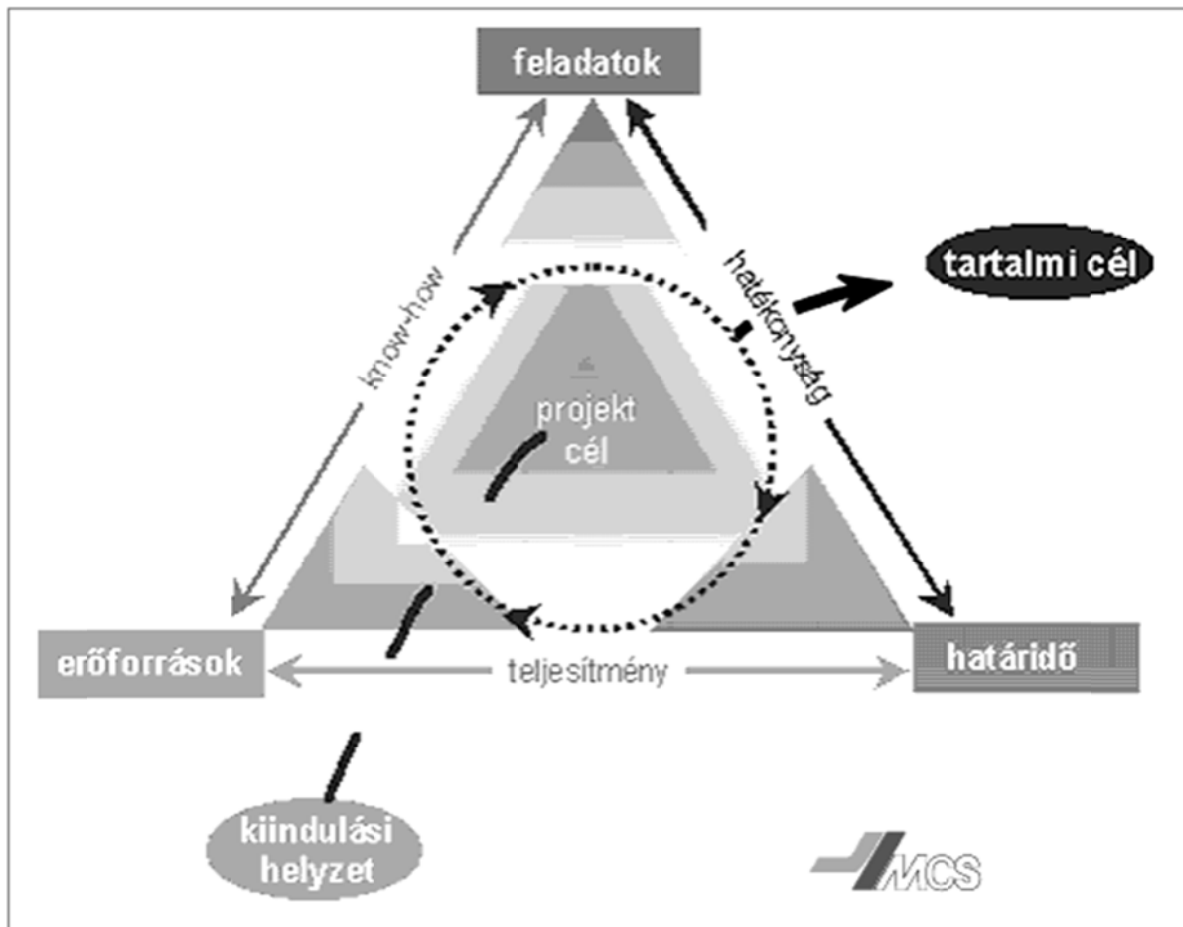 feladatok
tartalmi cél
know-how
hatékonyság
projekt
cél
erőforrások
teljesítmény
határidő
kiindulási
helyzet
MCS